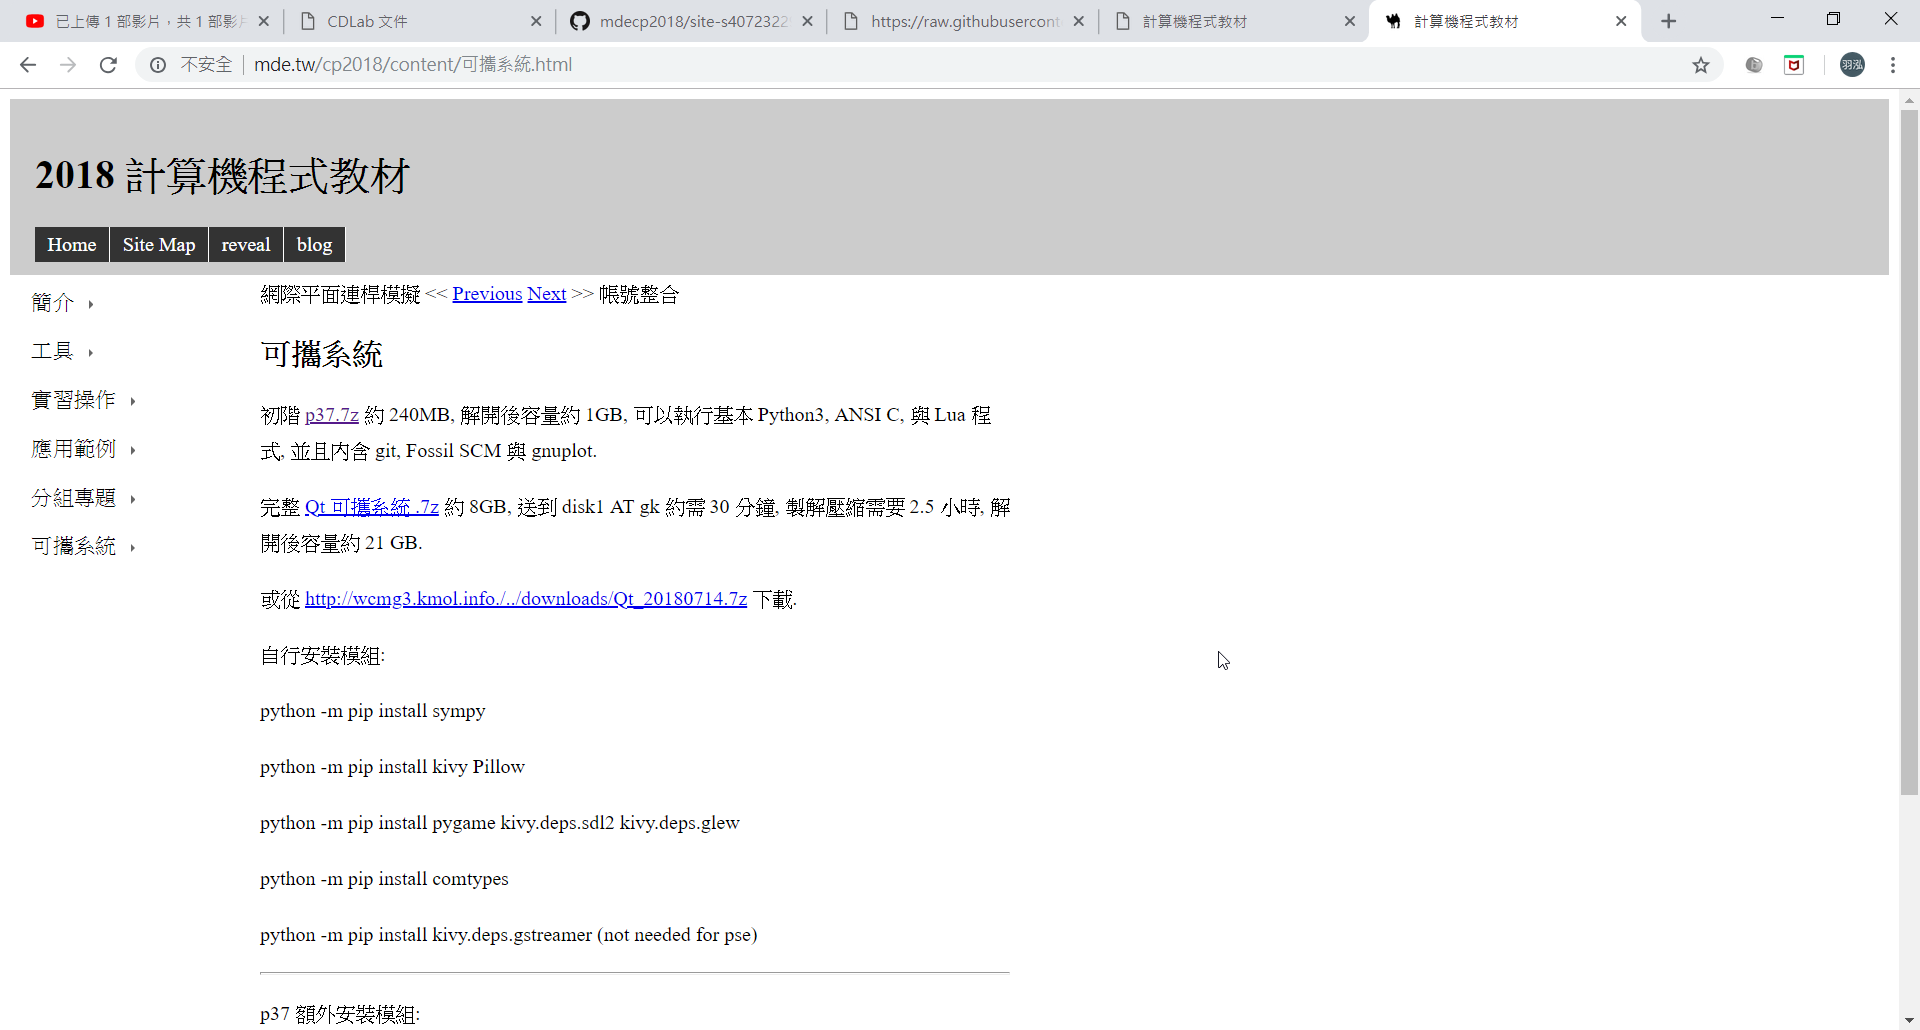 已上傳 1 部影片，共 1 部影片
CDLab 文件
mdecp2018/site-s4072322
https://raw.githubusercont
計算機程式教材
計算機程式教材
不安全 mde.tw/cp2018/content/可攜系統.html
羽泓
2018 計算機程式教材
Home Site Map reveal blog
簡介
工具
實習操作
應用範例
分組專題
可攜系統
網際平面連桿模擬 << Previous Next >> 帳號整合
可攜系統
初階 p37.7z 約 240MB, 解開後容量約 1GB, 可以執行基本 Python3, ANSI C, 與 Lua 程
式, 並且內含 git, Fossil SCM 與 gnuplot.
完整 Qt 可攜系統 .7z 約 8GB, 送到 disk1 AT gk 約需 30 分鐘, 製解壓縮需要 2.5 小時, 解
開後容量約 21 GB.
或從 http://wcmg3.kmol.info./../downloads/Qt_20180714.7z 下載.
自行安裝模組:
python -m pip install sympy
python -m pip install kivy Pillow
python -m pip install pygame kivy.deps.sdl2 kivy.deps.glew
python -m pip install comtypes
python -m pip install kivy.deps.gstreamer (not needed for pse)
p37 額外安裝模組: